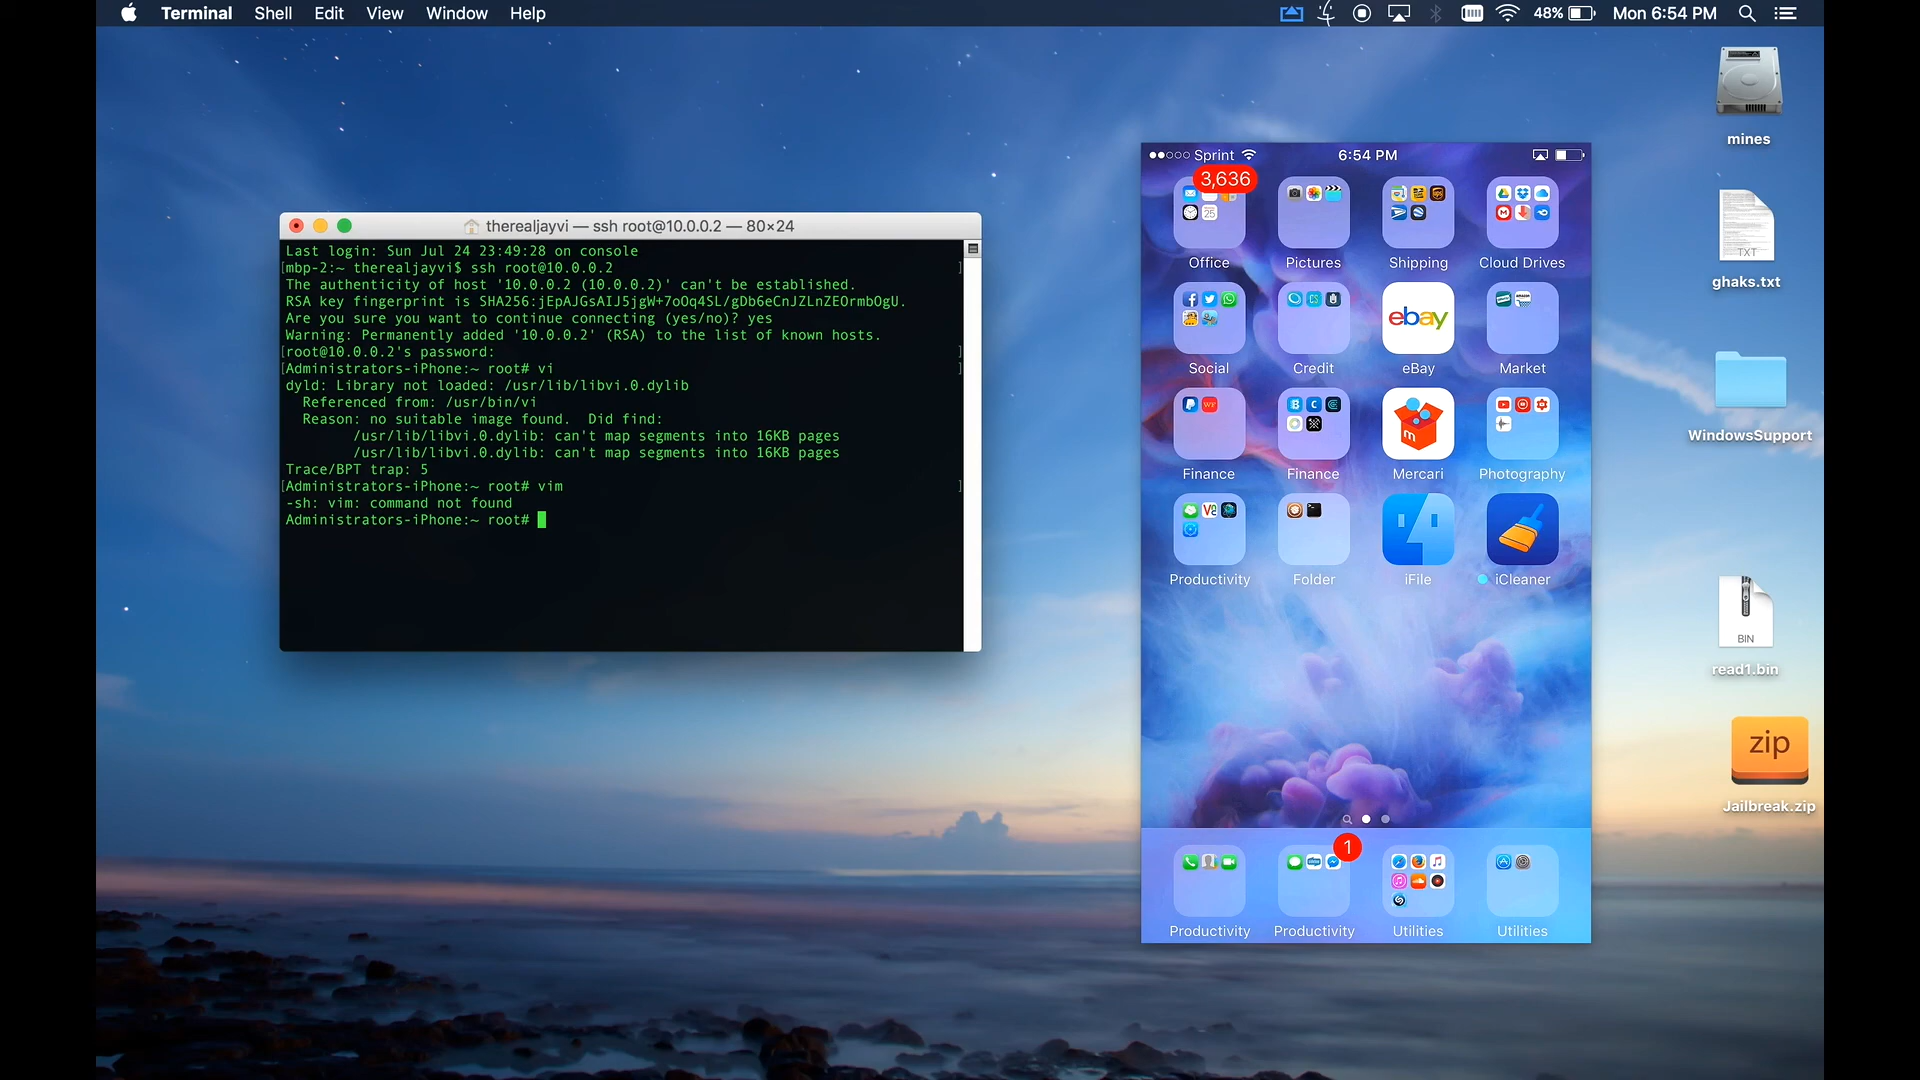 Terminal Shell Edit View Window Help
48% Mon 6:54 PM
mines
TXT
ghaks.txt
WindowsSupport
BIN
read1.bin
zip
Jailbreak.zip
therealjayvi — ssh root@10.0.0.2 — 80×24
Last login: Sun Jul 24 23:49:28 on console
[mbp-2:~ therealjayvi$ ssh root@10.0.0.2 ]
The authenticity of host '10.0.0.2 (10.0.0.2)' can't be established.
RSA key fingerprint is SHA256:jEpAJGsAIJ5jgW+7oOq4SL/gDb6eCnJZLnZEOrmbOgU.
Are you sure you want to continue connecting (yes/no)? yes
Warning: Permanently added '10.0.0.2' (RSA) to the list of known hosts.
[root@10.0.0.2's password: ]
[Administrators-iPhone:~ root# vi ]
dyld: Library not loaded: /usr/lib/libvi.0.dylib
Referenced from: /usr/bin/vi
Reason: no suitable image found. Did find:
/usr/lib/libvi.0.dylib: can't map segments into 16KB pages
/usr/lib/libvi.0.dylib: can't map segments into 16KB pages
Trace/BPT trap: 5
[Administrators-iPhone:~ root# vim ]
-sh: vim: command not found
Administrators-iPhone:~ root#
Sprint 6:54 PM
3,636
25
Office Pictures Shipping Cloud Drives
ebay
Social Credit eBay Market
m
Finance Finance Mercari Photography
Productivity Folder iFile iCleaner
1
Productivity Productivity Utilities Utilities